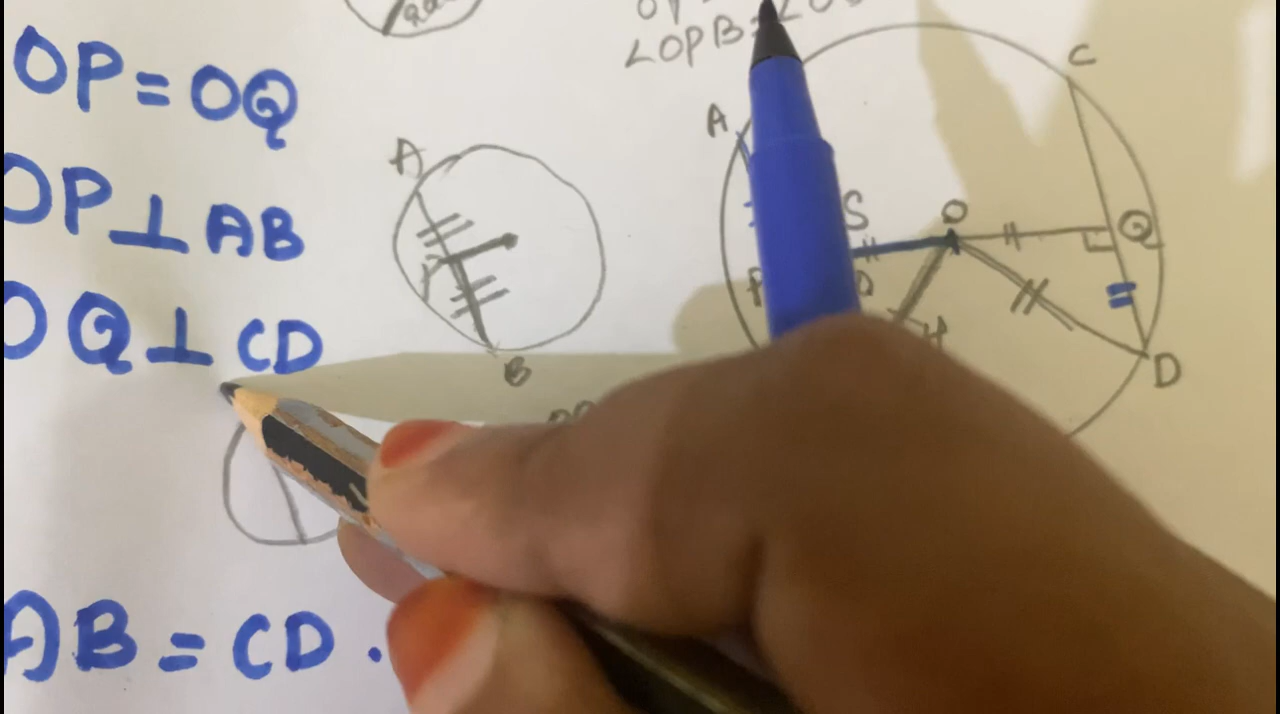 OP = OQ
OP ⊥ AB
OQ ⊥ CD
AB = CD.
∠OPB =
A
B
A
C
S
O
Q
P
D